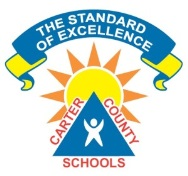 THE STANDARD
OF EXCELLENCE
CARTER COUNTY
SCHOOLS